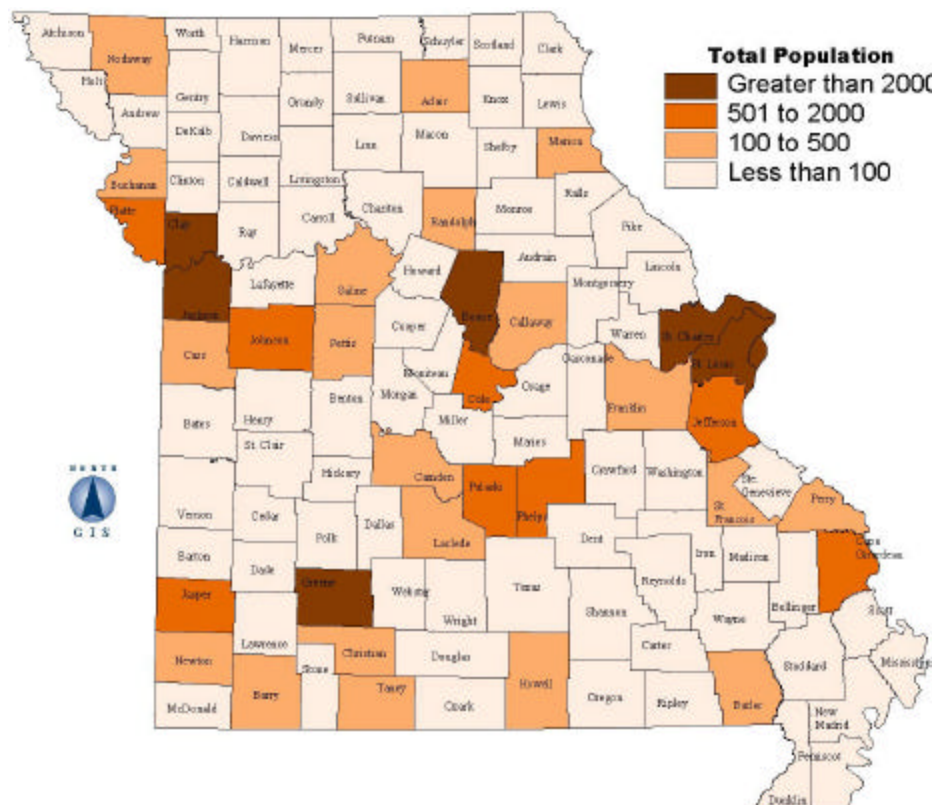 Total Population
Greater than 2000
501 to 2000
100 to 500
Less than 100
Atchison
Nodaway
Worth
Harrison
Mercer
Putnam
Schuyler
Scotland
Clark
Holt
Andrew
Gentry
Sullivan
Adair
Knox
Lewis
DeKalb
Daviess
Linn
Macon
Shelby
Marion
Buchanan
Clinton
Caldwell
Livingston
Chariton
Randolph
Monroe
Ralls
Pike
Platte
Clay
Ray
Carroll
Howard
Audrain
Lincoln
Jackson
Lafayette
Saline
Cooper
Boone
Callaway
Montgomery
Warren
St. Charles
St. Louis
Cass
Johnson
Pettis
Moniteau
Cole
Osage
Gasconade
Franklin
Jefferson
Bates
Henry
Benton
Morgan
Miller
Maries
St. Clair
Hickory
Camden
Pulaski
Phelps
Crawford
Washington
Ste.
Genevieve
St.
Francois
Perry
NORTH
GIS
Vernon
Cedar
Polk
Dallas
Laclede
Dent
Iron
Madison
Cape
Girardeau
Barton
Dade
Greene
Webster
Wright
Texas
Shannon
Reynolds
Wayne
Bollinger
Scott
Jasper
Lawrence
Christian
Douglas
Carter
Stoddard
Mississippi
Newton
Barry
Stone
Taney
Ozark
Howell
Oregon
Ripley
Butler
New
Madrid
McDonald
Pemiscot
Dunklin